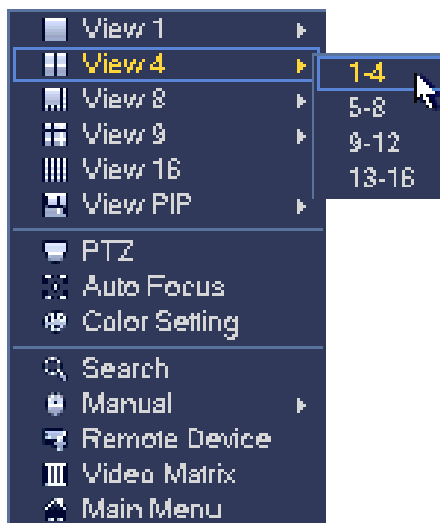 View 1
View 4
View 8
View 9
View 16
View PIP
PTZ
Auto Focus
Color Setting
Search
Manual
Remote Device
Video Matrix
Main Menu
1-4
5-8
9-12
13-16